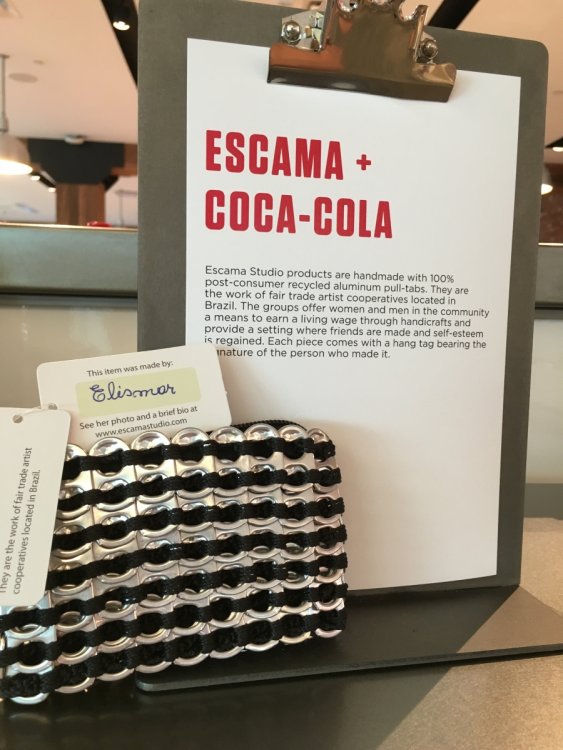 ESCAMA +
COCA-COLA
Escama Studio products are handmade with 100%
post-consumer recycled aluminum pull-tabs. They are
the work of fair trade artist cooperatives located in
Brazil. The groups offer women and men in the community
a means to earn a living wage through handicrafts and
provide a setting where friends are made and self-esteem
is regained. Each piece comes with a hang tag bearing the
signature of the person who made it.
This item was made by:
Elismar
See her photo and a brief bio at
www.escamastudio.com
They are the work of fair trade artist
cooperatives located in Brazil.